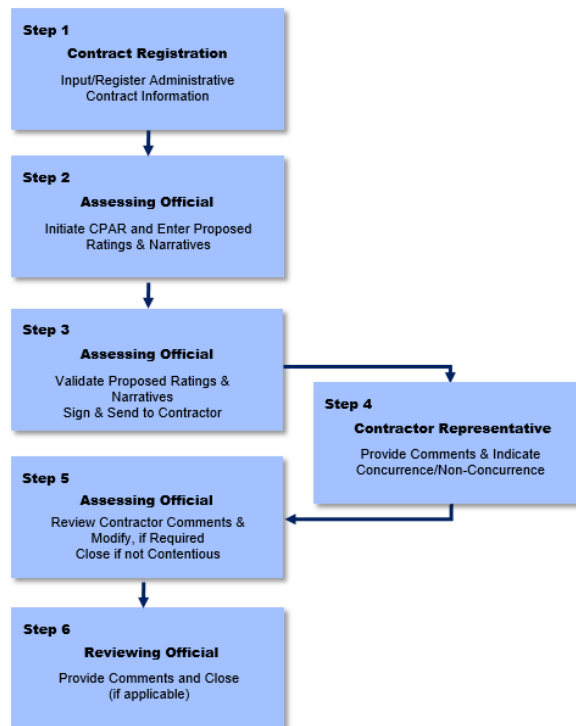 Step 1
Contract Registration
Input/Register Administrative
Contract Information
Step 2
Assessing Official
Initiate CPAR and Enter Proposed
Ratings & Narratives
Step 3
Assessing Official
Validate Proposed Ratings &
Narratives
Sign & Send to Contractor
Step 4
Contractor Representative
Provide Comments & Indicate
Concurrence/Non-Concurrence
Step 5
Assessing Official
Review Contractor Comments &
Modify, if Required
Close if not Contentious
Step 6
Reviewing Official
Provide Comments and Close
(if applicable)